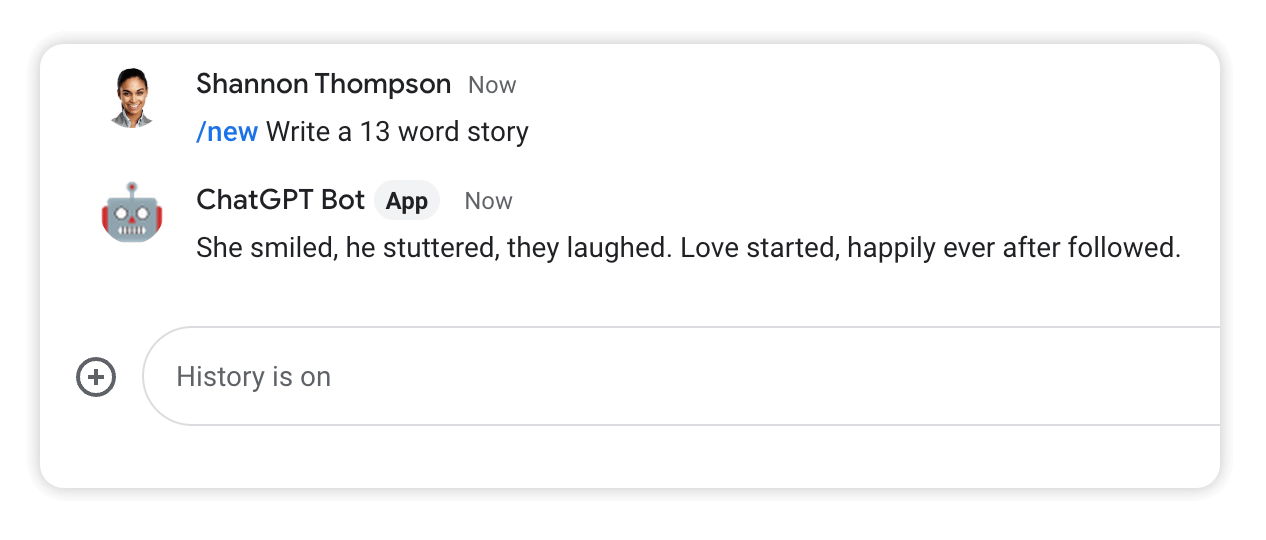 Shannon Thompson Now
/new Write a 13 word story
ChatGPT Bot App Now
She smiled, he stuttered, they laughed. Love started, happily ever after followed.
History is on